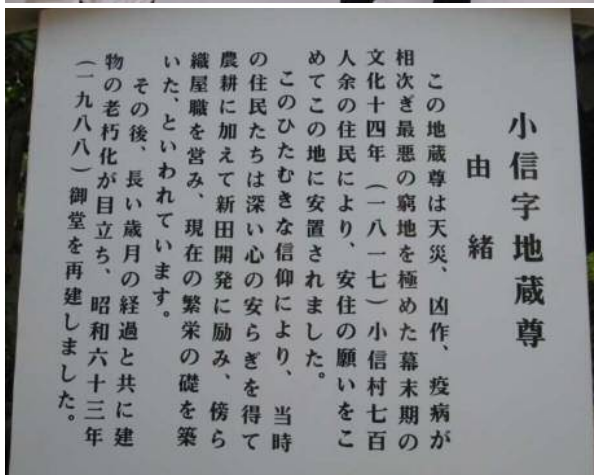 小信字地蔵尊
由緒
この地蔵尊は天災、凶作、疫病が
相次ぎ最悪の窮地を極めた幕末期の
文化十四年（一八一七）小信村七百
人余の住民により、安住の願いをこ
めてこの地に安置されました。
このひたむきな信仰により、当時
の住民たちは深い心の安らぎを得て
農耕に加えて新田開発に励み、傍ら
織屋職を営み、現在の繁栄の礎を築
いた、といわれています。
その後、長い歳月の経過と共に建
物の老朽化が目立ち、昭和六十三年
（一九八八）御堂を再建しました。